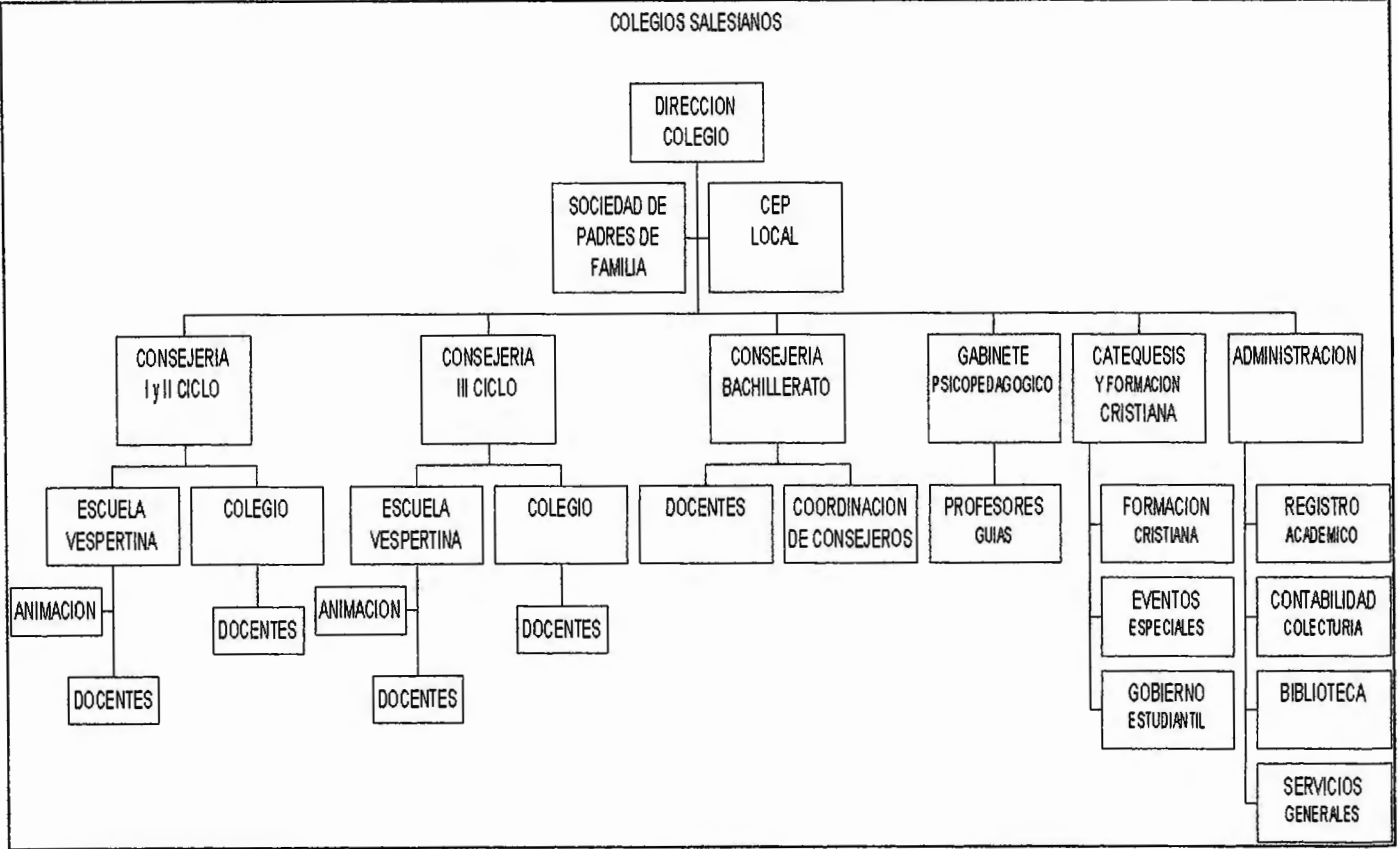 COLEGIOS SALESIANOS
DIRECCION
COLEGIO
SOCIEDAD DE
PADRES DE
FAMILIA
CEP
LOCAL
CONSEJERIA
I y II CICLO
CONSEJERIA
III CICLO
CONSEJERIA
BACHILLERATO
GABINETE
PSICOPEDAGOGICO
CATEQUESIS
Y FORMACION
CRISTIANA
ADMINISTRACION
ESCUELA
VESPERTINA
COLEGIO
ESCUELA
VESPERTINA
COLEGIO
DOCENTES
COORDINACION
DE CONSEJEROS
PROFESORES
GUIAS
FORMACION
CRISTIANA
REGISTRO
ACADEMICO
ANIMACION
DOCENTES
ANIMACION
DOCENTES
EVENTOS
ESPECIALES
CONTABILIDAD
COLECTURIA
DOCENTES
DOCENTES
GOBIERNO
ESTUDIANTIL
BIBLIOTECA
SERVICIOS
GENERALES